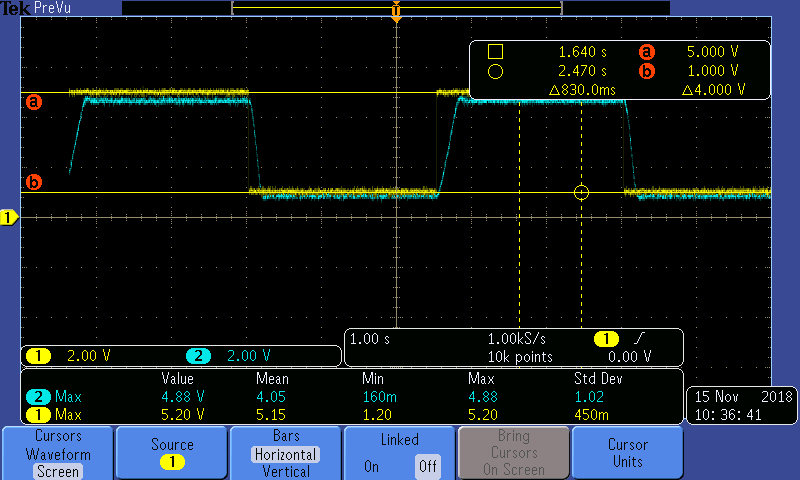 Tek PreVu
T
1.640 s a 5.000 V
2.470 s b 1.000 V
△830.0ms △4.000 V
a
b
1
1 2.00 V 2 2.00 V
1.00 s 1.00kS/s 1
10k points 0.00 V
Value Mean Min Max Std Dev
2 Max 4.88 V 4.05 160m 4.88 1.02
1 Max 5.20 V 5.15 1.20 5.20 450m
15 Nov 2018
10:36:41
Cursors
Waveform
Screen
Source
1
Bars
Horizontal
Vertical
Linked
On Off
Bring
Cursors
On Screen
Cursor
Units